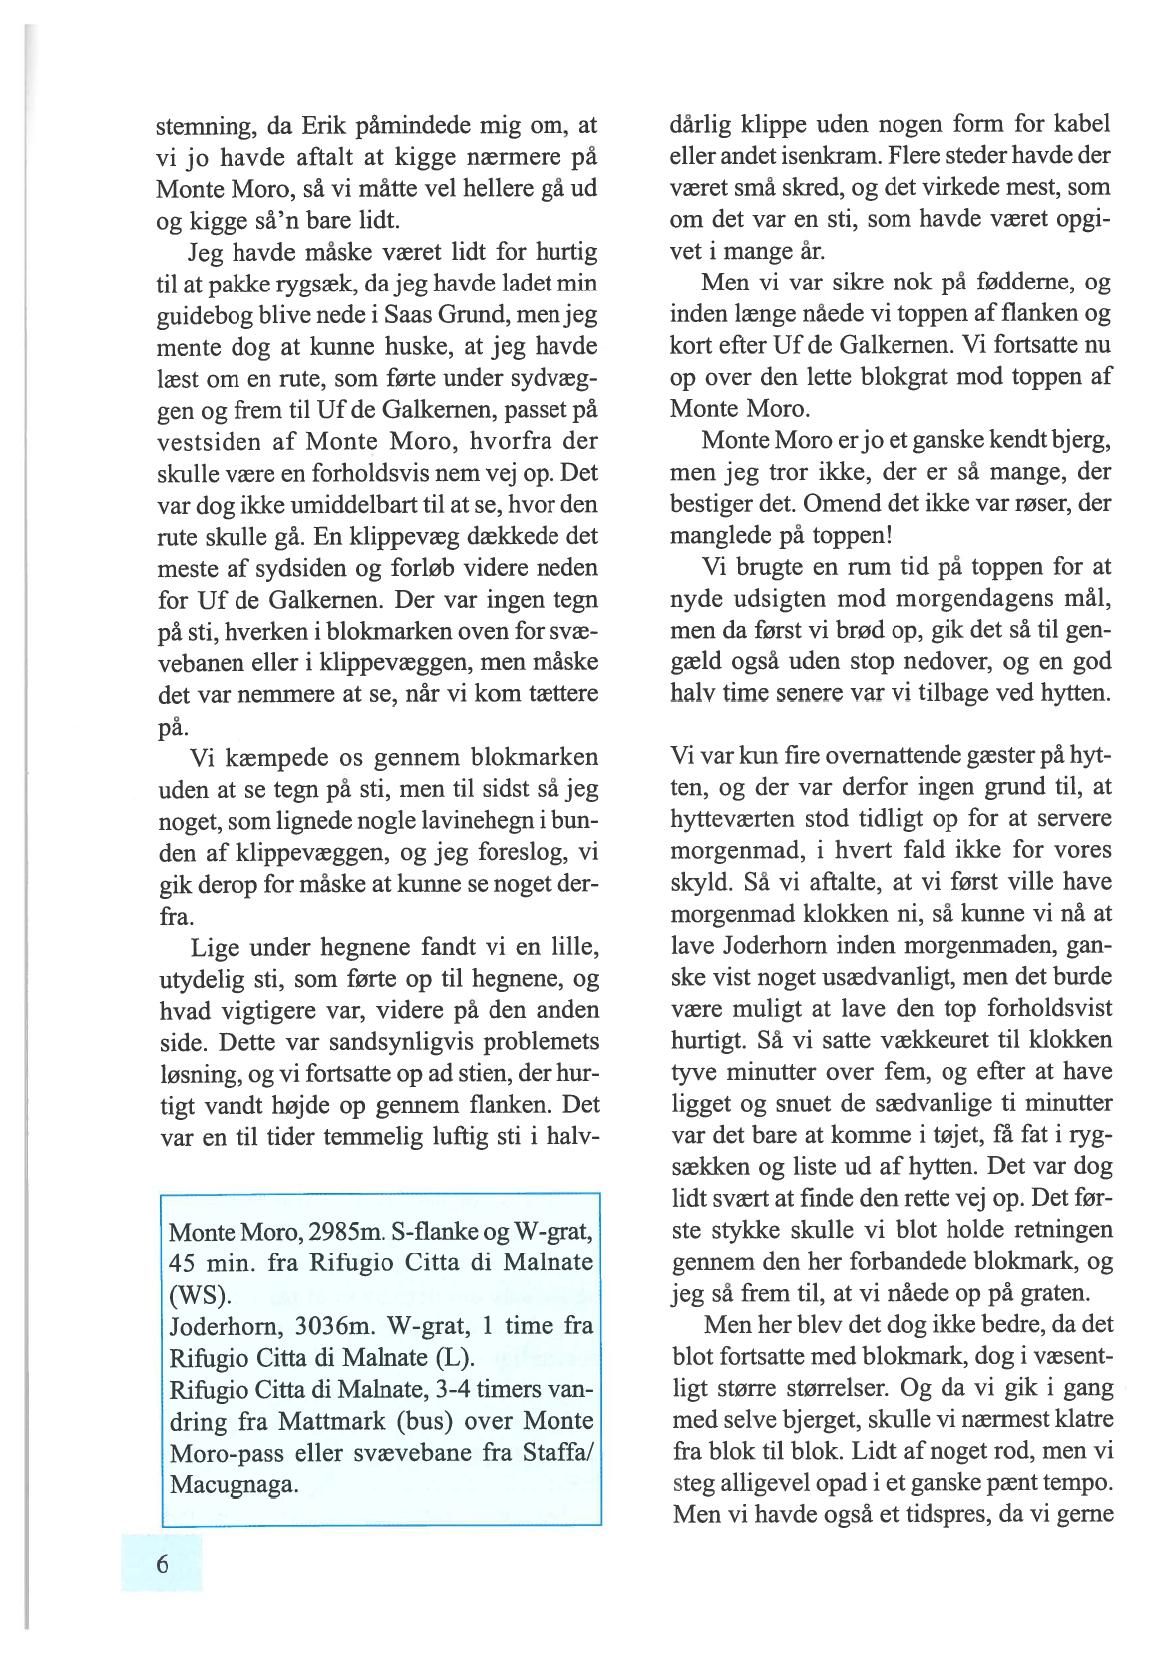 stemning, da Erik påmindede mig om, at
vi jo havde aftalt at kigge nærmere på
Monte Moro, så vi måtte vel hellere gå ud
og kigge så’n bare lidt.
Jeg havde måske været lidt for hurtig
til at pakke rygsæk, da jeg havde ladet min
guidebog blive nede i Saas Grund, men jeg
mente dog at kunne huske, at jeg havde
læst om en rute, som førte under sydvæg-
gen og frem til Uf de Galkernen, passet på
vestsiden af Monte Moro, hvorfra der
skulle være en forholdsvis nem vej op. Det
var dog ikke umiddelbart til at se, hvor den
rute skulle gå. En klippevæg dækkede det
meste af sydsiden og forløb videre neden
for Uf de Galkernen. Der var ingen tegn
på sti, hverken i blokmarken oven for svæ-
vebanen eller i klippevæggen, men måske
det var nemmere at se, når vi kom tættere
på.
Vi kæmpede os gennem blokmarken
uden at se tegn på sti, men til sidst så jeg
noget, som lignede nogle lavinehegn i bun-
den af klippevæggen, og jeg foreslog, vi
gik derop for måske at kunne se noget der-
fra.
Lige under hegnene fandt vi en lille,
utydelig sti, som førte op til hegnene, og
hvad vigtigere var, videre på den anden
side. Dette var sandsynligvis problemets
løsning, og vi fortsatte op ad stien, der hur-
tigt vandt højde op gennem flanken. Det
var en til tider temmelig luftig sti i halv-
Monte Moro, 2985m. S-flanke og W-grat,
45 min. fra Rifugio Citta di Malnate
(WS).
Joderhorn, 3036m. W-grat, 1 time fra
Rifugio Citta di Malnate (L).
Rifugio Citta di Malnate, 3-4 timers van-
dring fra Mattmark (bus) over Monte
Moro-pass eller svævebane fra Staffa/
Macugnaga.
6
dårlig klippe uden nogen form for kabel
eller andet isenkram. Flere steder havde der
været små skred, og det virkede mest, som
om det var en sti, som havde været opgi-
vet i mange år.
Men vi var sikre nok på fødderne, og
inden længe nåede vi toppen af flanken og
kort efter Uf de Galkernen. Vi fortsatte nu
op over den lette blokgrat mod toppen af
Monte Moro.
Monte Moro er jo et ganske kendt bjerg,
men jeg tror ikke, der er så mange, der
bestiger det. Omend det ikke var røser, der
manglede på toppen!
Vi brugte en rum tid på toppen for at
nyde udsigten mod morgendagens mål,
men da først vi brød op, gik det så til gen-
gæld også uden stop nedover, og en god
halv time senere var vi tilbage ved hytten.
Vi var kun fire overnattende gæster på hyt-
ten, og der var derfor ingen grund til, at
hytteværten stod tidligt op for at servere
morgenmad, i hvert fald ikke for vores
skyld. Så vi aftalte, at vi først ville have
morgenmad klokken ni, så kunne vi nå at
lave Joderhorn inden morgenmaden, gan-
ske vist noget usædvanligt, men det burde
være muligt at lave den top forholdsvist
hurtigt. Så vi satte vækkeuret til klokken
tyve minutter over fem, og efter at have
ligget og snuet de sædvanlige ti minutter
var det bare at komme i tøjet, få fat i ryg-
sækken og liste ud af hytten. Det var dog
lidt svært at finde den rette vej op. Det før-
ste stykke skulle vi blot holde retningen
gennem den her forbandede blokmark, og
jeg så frem til, at vi nåede op på graten.
Men her blev det dog ikke bedre, da det
blot fortsatte med blokmark, dog i væsent-
ligt større størrelser. Og da vi gik i gang
med selve bjerget, skulle vi nærmest klatre
fra blok til blok. Lidt af noget rod, men vi
steg alligevel opad i et ganske pænt tempo.
Men vi havde også et tidspres, da vi gerne